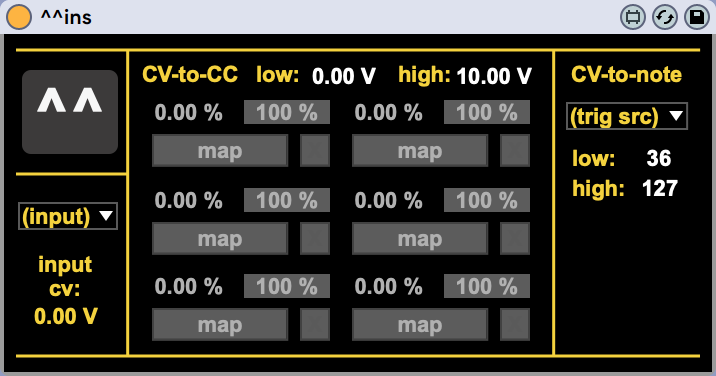 ^^ins
^^
(input)
input
cv:
0.00 V
CV-to-CC low: 0.00 V high: 10.00 V
0.00 % 100 % 0.00 % 100 %
map map
0.00 % 100 % 0.00 % 100 %
map map
0.00 % 100 % 0.00 % 100 %
map map
CV-to-note
(trig src)
low: 36
high: 127